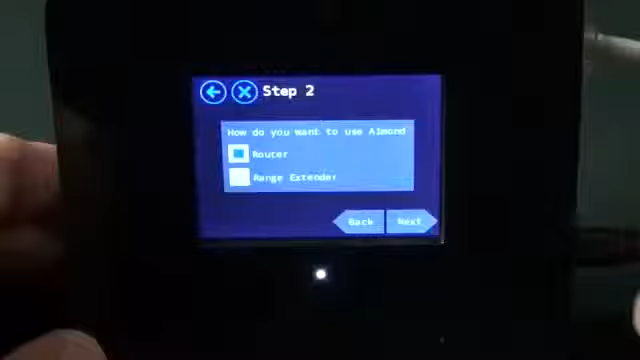 Step 2
How do you want to use Almond
Router
Range Extender
Back Next